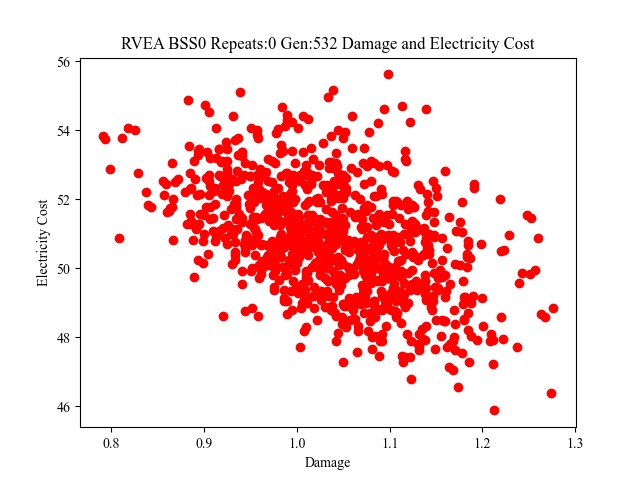 RVEA BSS0 Repeats:0 Gen:532 Damage and Electricity Cost
56
54
52
50
48
46
Electricity Cost
0.8 0.9 1.0 1.1 1.2 1.3
Damage